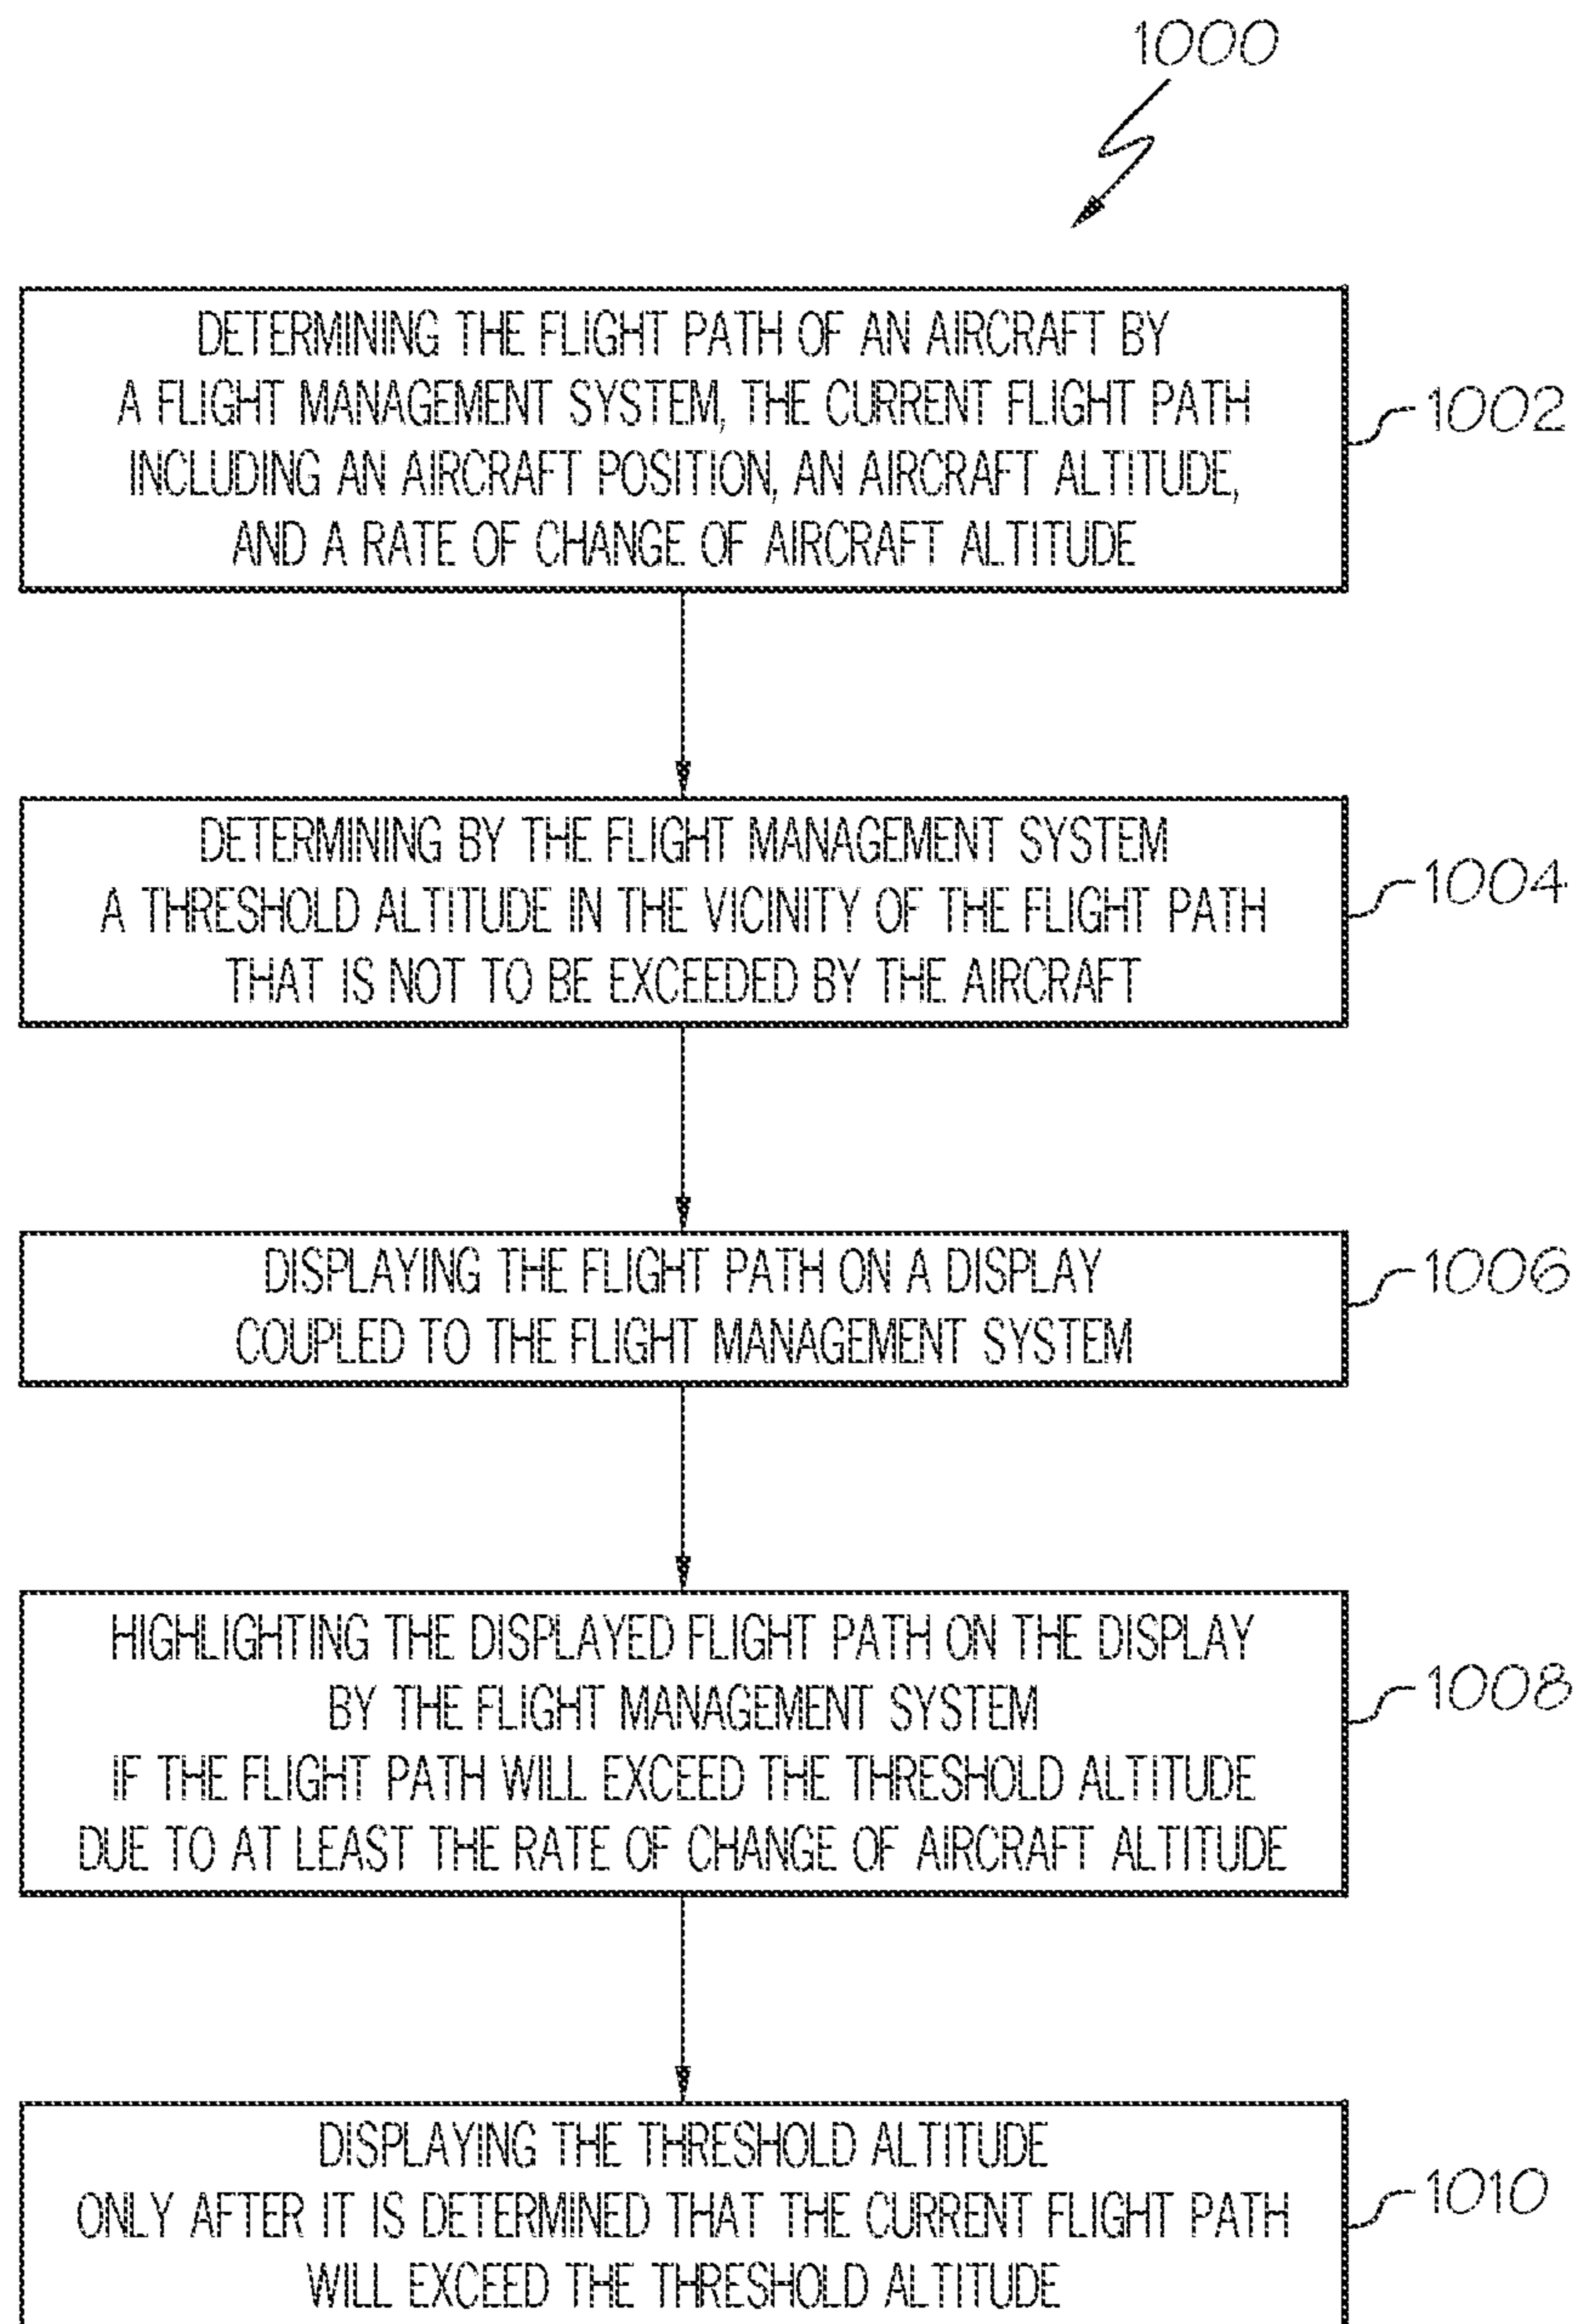 1000
DETERMINING THE FLIGHT PATH OF AN AIRCRAFT BY
A FLIGHT MANAGEMENT SYSTEM, THE CURRENT FLIGHT PATH
INCLUDING AN AIRCRAFT POSITION, AN AIRCRAFT ALTITUDE,
AND A RATE OF CHANGE OF AIRCRAFT ALTITUDE
1002
DETERMINING BY THE FLIGHT MANAGEMENT SYSTEM
A THRESHOLD ALTITUDE IN THE VICINITY OF THE FLIGHT PATH
THAT IS NOT TO BE EXCEEDED BY THE AIRCRAFT
1004
DISPLAYING THE FLIGHT PATH ON A DISPLAY
COUPLED TO THE FLIGHT MANAGEMENT SYSTEM
1006
HIGHLIGHTING THE DISPLAYED FLIGHT PATH ON THE DISPLAY
BY THE FLIGHT MANAGEMENT SYSTEM
IF THE FLIGHT PATH WILL EXCEED THE THRESHOLD ALTITUDE
DUE TO AT LEAST THE RATE OF CHANGE OF AIRCRAFT ALTITUDE
1008
DISPLAYING THE THRESHOLD ALTITUDE
ONLY AFTER IT IS DETERMINED THAT THE CURRENT FLIGHT PATH
WILL EXCEED THE THRESHOLD ALTITUDE
1010